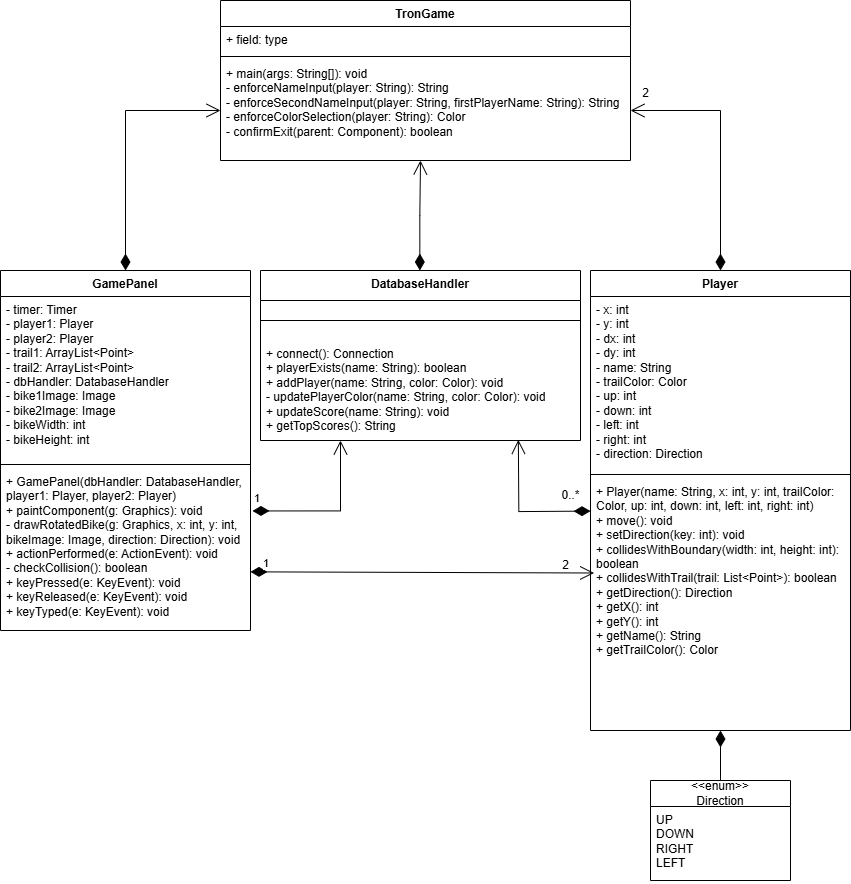 TronGame
+ field: type
+ main(args: String[]): void
- enforceNameInput(player: String): String
- enforceSecondNameInput(player: String, firstPlayerName: String): String
- enforceColorSelection(player: String): Color
- confirmExit(parent: Component): boolean
2
GamePanel
- timer: Timer
- player1: Player
- player2: Player
- trail1: ArrayList<Point>
- trail2: ArrayList<Point>
- dbHandler: DatabaseHandler
- bike1Image: Image
- bike2Image: Image
- bikeWidth: int
- bikeHeight: int
+ GamePanel(dbHandler: DatabaseHandler,
player1: Player, player2: Player)
+ paintComponent(g: Graphics): void
- drawRotatedBike(g: Graphics, x: int, y: int,
bikeImage: Image, direction: Direction): void
+ actionPerformed(e: ActionEvent): void
- checkCollision(): boolean
+ keyPressed(e: KeyEvent): void
+ keyReleased(e: KeyEvent): void
+ keyTyped(e: KeyEvent): void
DatabaseHandler
+ connect(): Connection
+ playerExists(name: String): boolean
+ addPlayer(name: String, color: Color): void
- updatePlayerColor(name: String, color: Color): void
+ updateScore(name: String): void
+ getTopScores(): String
1
0..*
1
2
Player
- x: int
- y: int
- dx: int
- dy: int
- name: String
- trailColor: Color
- up: int
- down: int
- left: int
- right: int
- direction: Direction
+ Player(name: String, x: int, y: int, trailColor:
Color, up: int, down: int, left: int, right: int)
+ move(): void
- setDirection(key: int): void
+ collidesWithBoundary(width: int, height: int):
boolean
+ collidesWithTrail(trail: List<Point>): boolean
+ getDirection(): Direction
+ getX(): int
+ getY(): int
+ getName(): String
+ getTrailColor(): Color
<<enum>>
Direction
UP
DOWN
RIGHT
LEFT